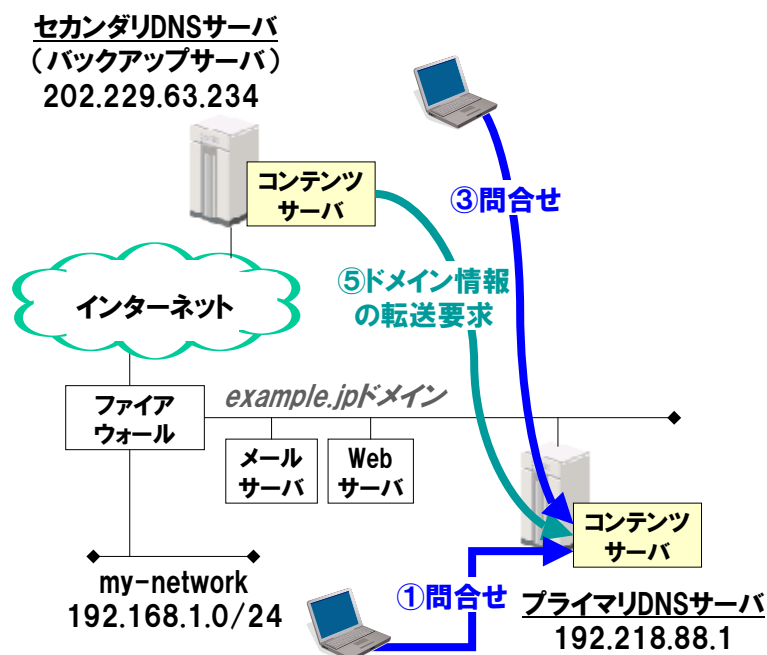 セカンダリDNSサーバ
（バックアップサーバ）
202.229.63.234
コンテンツ
サーバ
③問合せ
⑤ドメイン情報
の転送要求
インターネット
example.jpドメイン
ファイア
ウォール
メール
サーバ
Web
サーバ
コンテンツ
サーバ
my-network
192.168.1.0/24
①問合せ
プライマリDNSサーバ
192.218.88.1